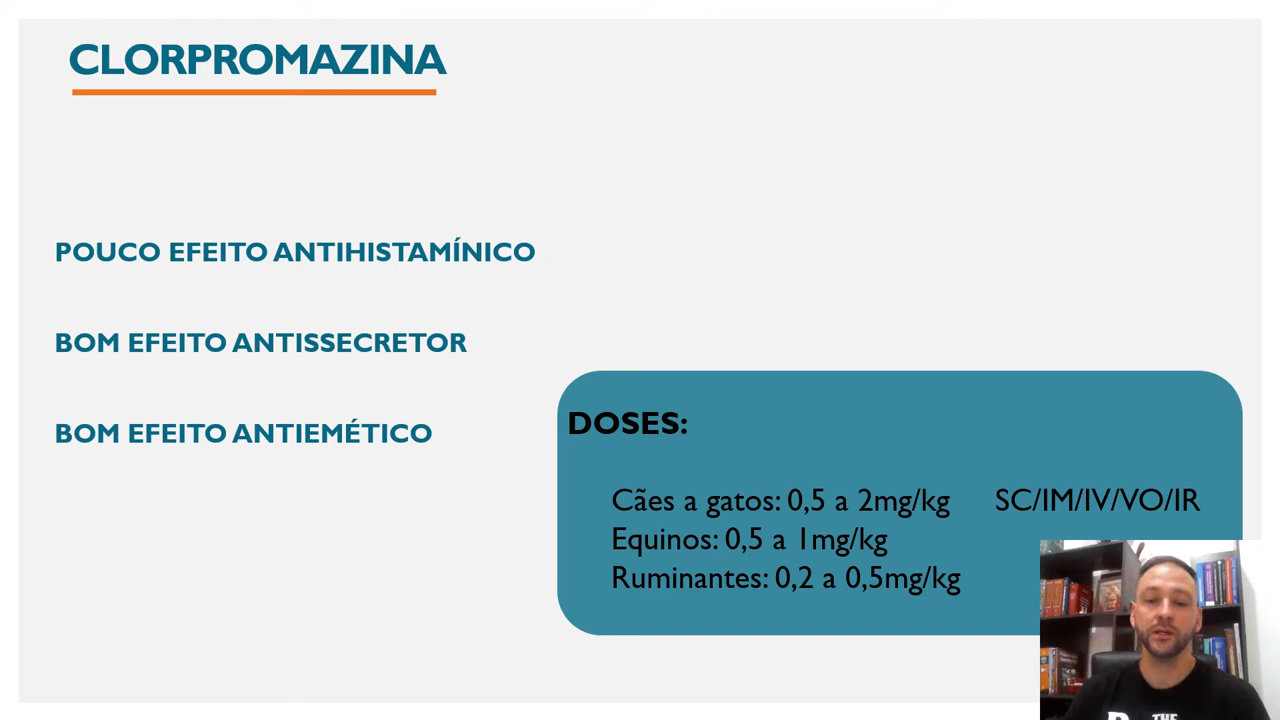 CLORPROMAZINA
POUCO EFEITO ANTIHISTAMÍNICO
BOM EFEITO ANTISSECRETOR
BOM EFEITO ANTIEMÉTICO
DOSES:
Cães a gatos: 0,5 a 2mg/kg SC/IM/IV/VO/IR
Equinos: 0,5 a 1mg/kg
Ruminantes: 0,2 a 0,5mg/kg
THE